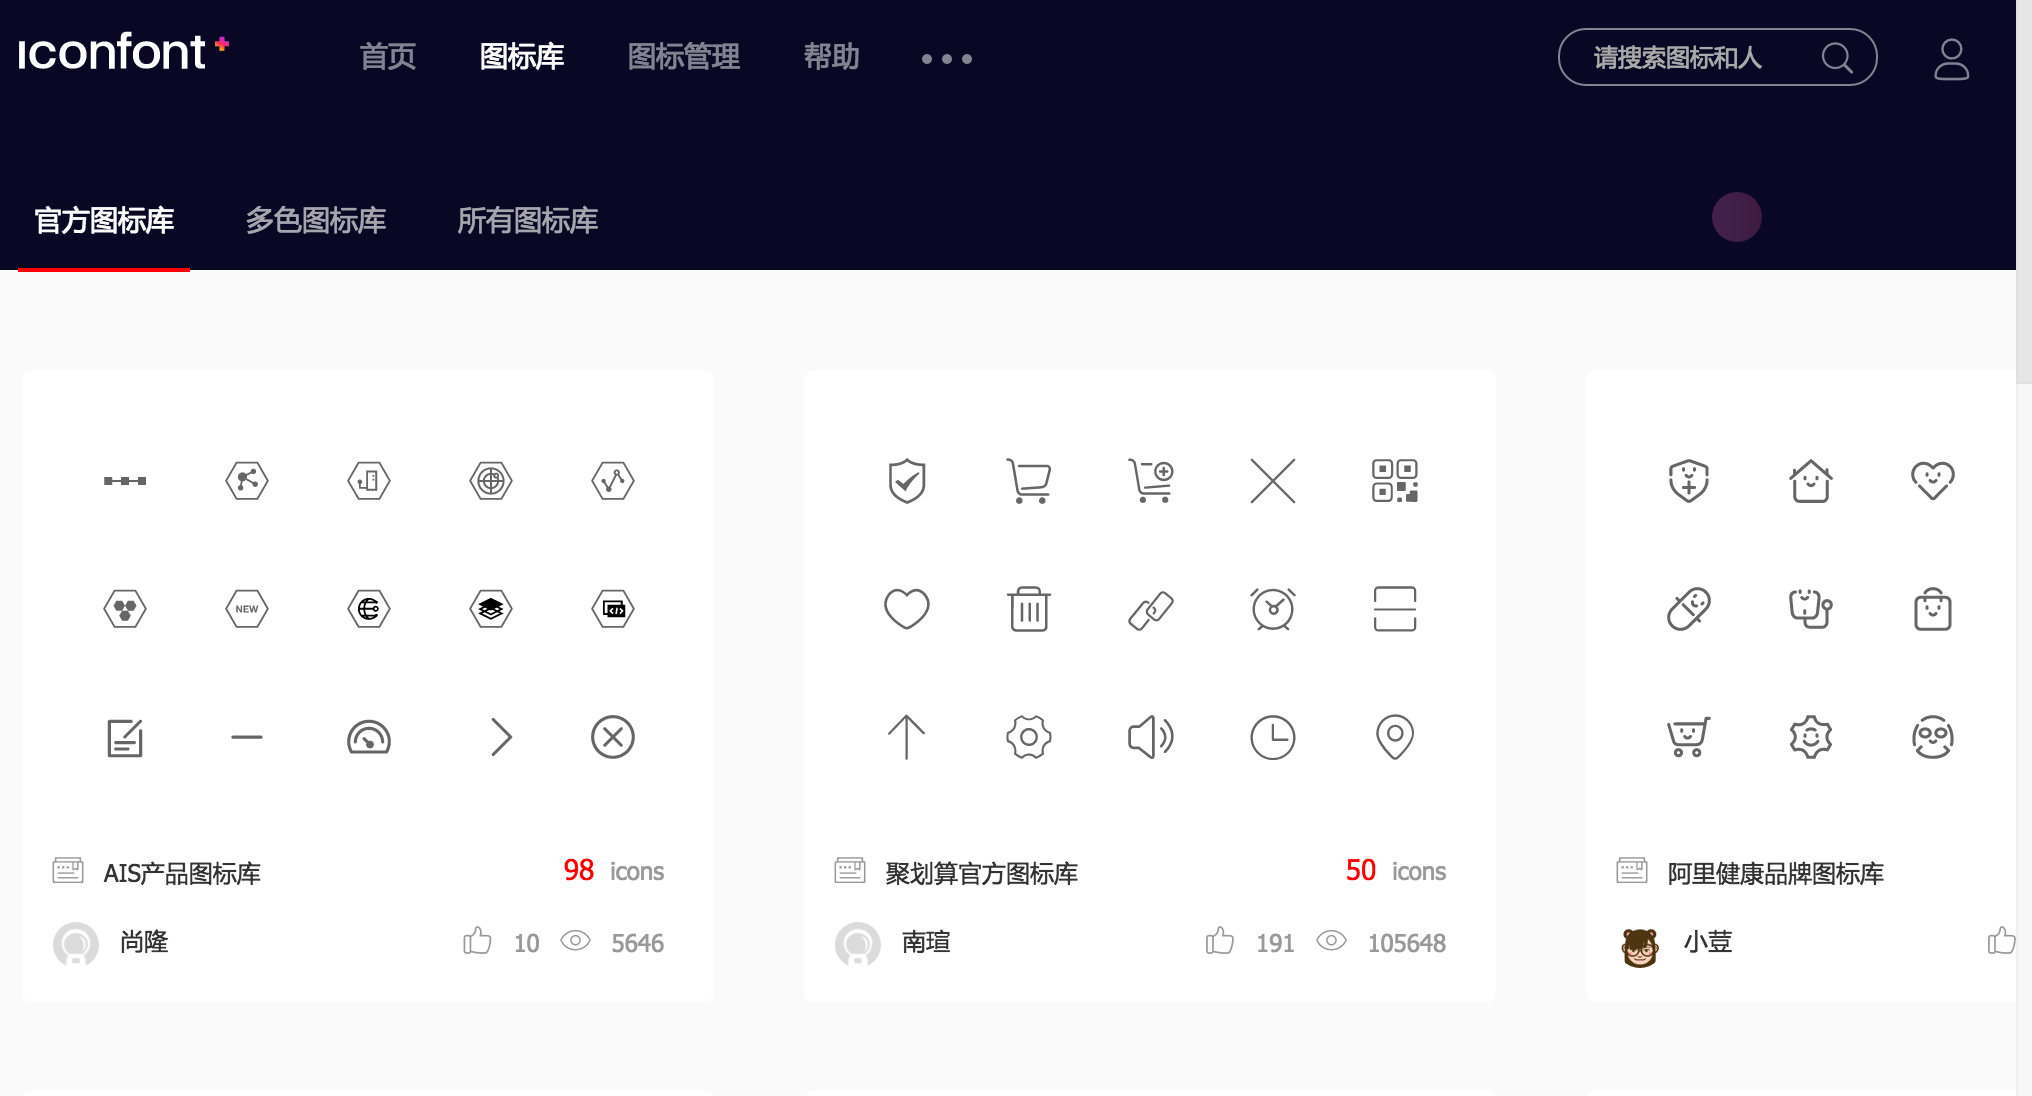 iconfont
首页 图标库 图标管理 帮助
请搜索图标和人
官方图标库 多色图标库 所有图标库
NEW
AIS产品图标库 98 icons
尚隆 10 5646
聚划算官方图标库 50 icons
南瑄 191 105648
阿里健康品牌图标库
小荳